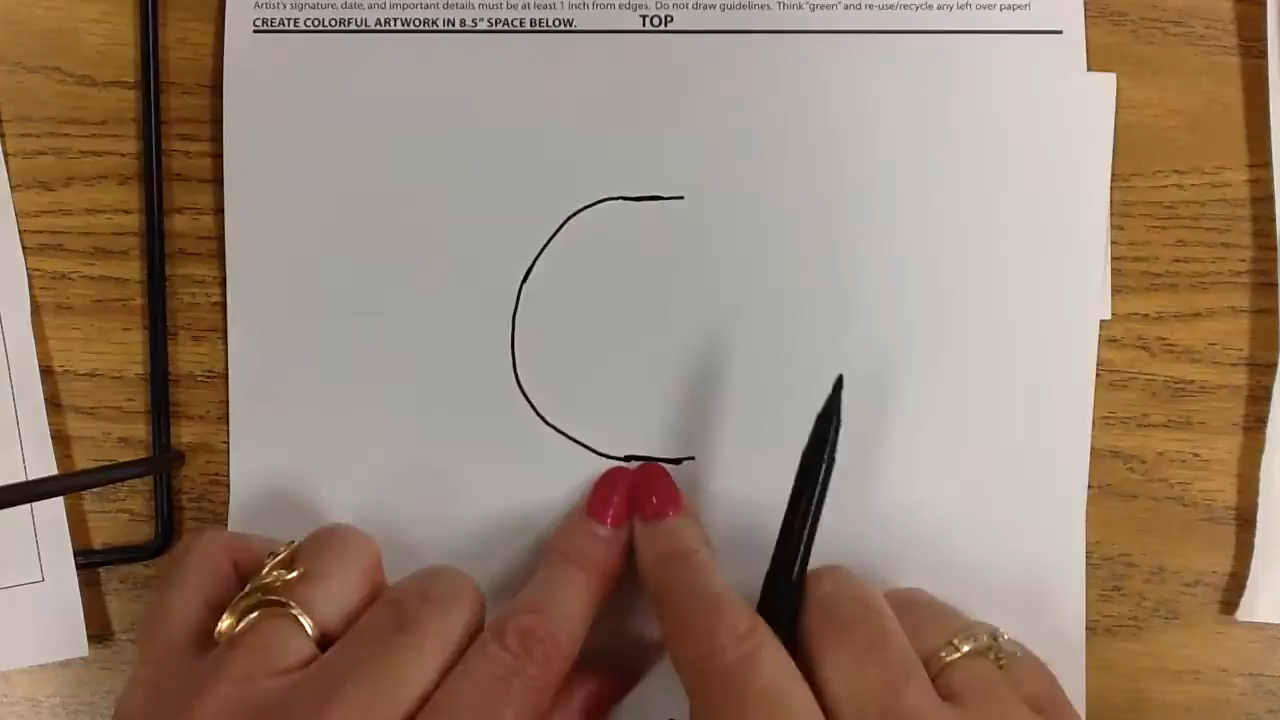 Artist's signature, date, and important details must be at least 1 inch from edges. Do not draw guidelines. Think "green" and re-use/recycle any left over paper!
CREATE COLORFUL ARTWORK IN 8.5" SPACE BELOW. TOP